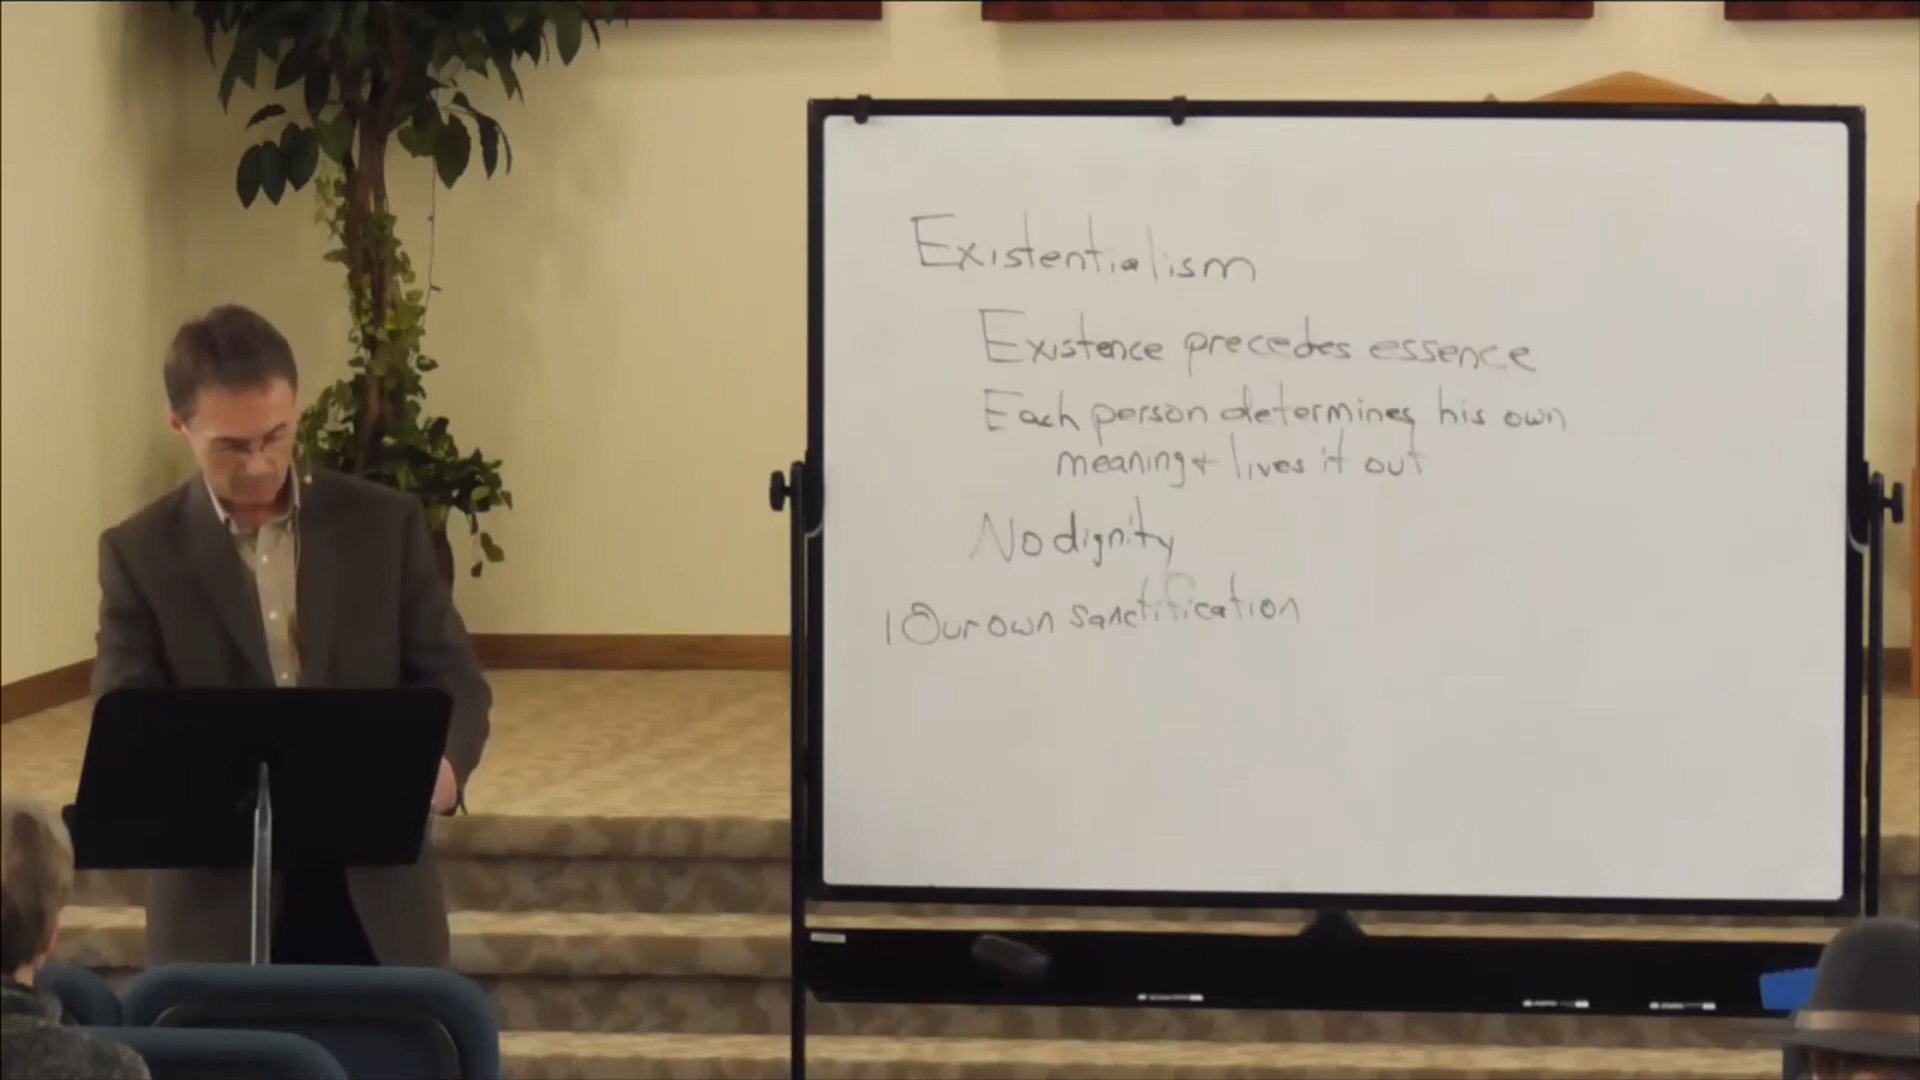 Existentialism
Existence precedes essence
Each person determines his own
meaning + lives it out
No dignity
1 Our own sanctification